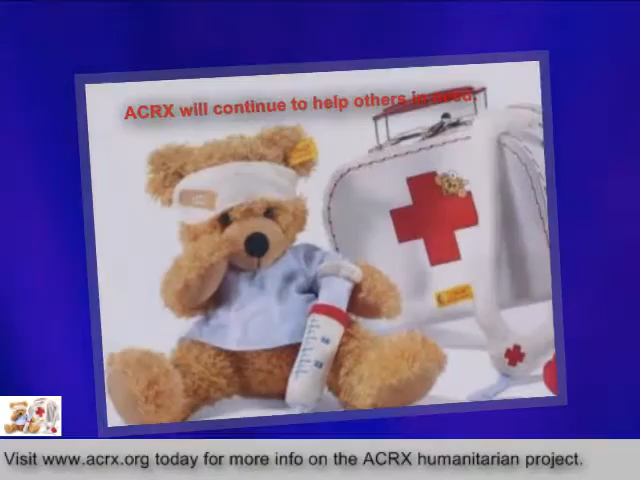 ACRX will continue to help others in need.
Visit www.acrx.org today for more info on the ACRX humanitarian project.